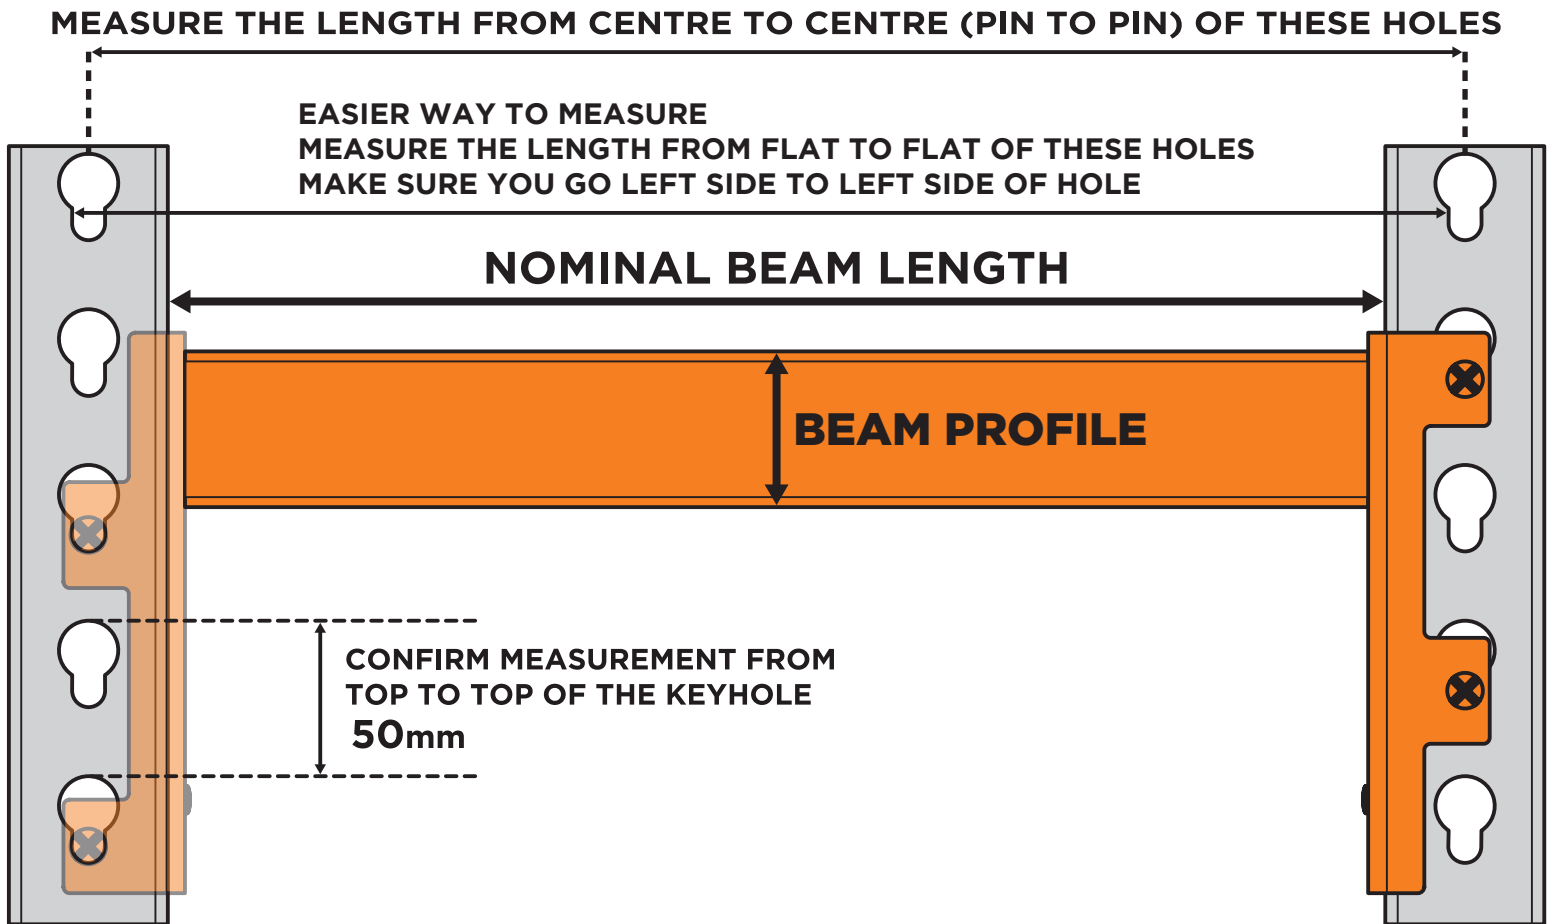 MEASURE THE LENGTH FROM CENTRE TO CENTRE (PIN TO PIN) OF THESE HOLES
EASIER WAY TO MEASURE
MEASURE THE LENGTH FROM FLAT TO FLAT OF THESE HOLES
MAKE SURE YOU GO LEFT SIDE TO LEFT SIDE OF HOLE
NOMINAL BEAM LENGTH
BEAM PROFILE
CONFIRM MEASUREMENT FROM
TOP TO TOP OF THE KEYHOLE
50mm